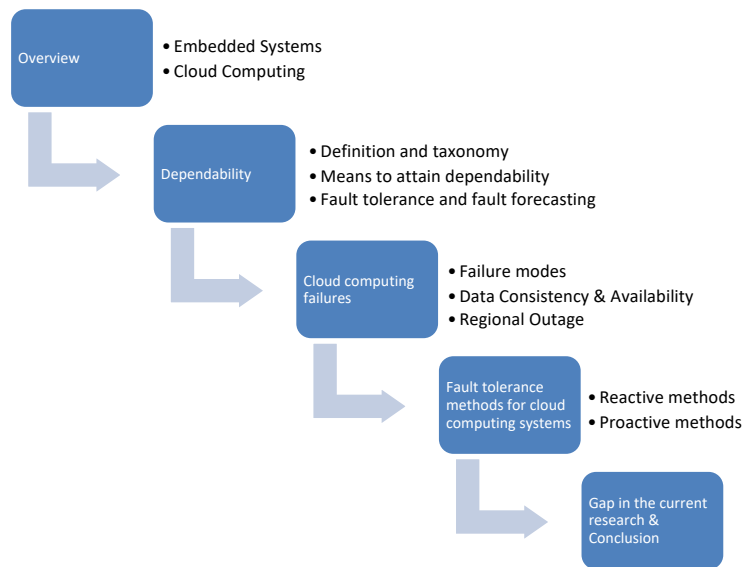 Overview
• Embedded Systems
• Cloud Computing
Dependability
• Definition and taxonomy
• Means to attain dependability
• Fault tolerance and fault forecasting
Cloud computing
failures
• Failure modes
• Data Consistency & Availability
• Regional Outage
Fault tolerance
methods for cloud
computing systems
• Reactive methods
• Proactive methods
Gap in the current
research &
Conclusion